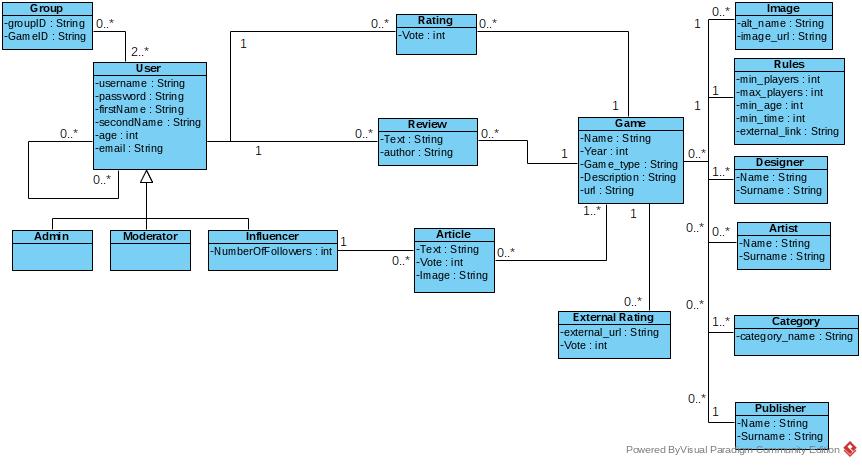 Group
-groupID : String
-GameID : String
0..*
2..*
User
-username : String
-password : String
-firstName : String
-secondName : String
-age : int
-email : String
0..*
0..*
1
1
0..*
Rating
-Vote : int
0..*
0..*
Review
-Text : String
-author : String
0..*
1
1
Game
-Name : String
-Year : int
-Game_type : String
-Description : String
-url : String
1..*
1
Admin
Moderator
Influencer
-NumberOfFollowers : int
1
0..*
Article
-Text : String
-Vote : int
-Image : String
0..*
0..*
External Rating
-external_url : String
-Vote : int
0..*
1
Image
-alt_name : String
-image_url : String
1
1
Rules
-min_players : int
-max_players : int
-min_age : int
-min_time : int
-external_link : String
0..*
1..*
Designer
-Name : String
-Surname : String
0..*
0..*
Artist
-Name : String
-Surname : String
0..*
1..*
Category
-category_name : String
0..*
1
Publisher
-Name : String
-Surname : String
Powered ByVisual Paradigm Community Edition